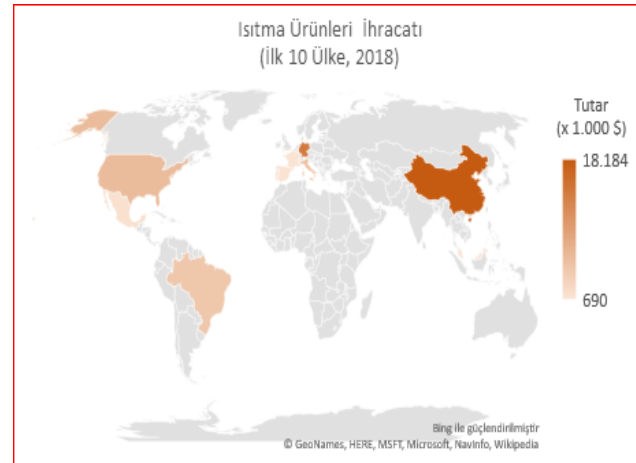 Isıtma Ürünleri İhracatı
(İlk 10 Ülke, 2018)
Tutar
(x 1.000 $)
18.184
690
Bing ile güçlendirilmiştir
© GeoNames, HERE, MSFT, Microsoft, NavInfo, Wikipedia